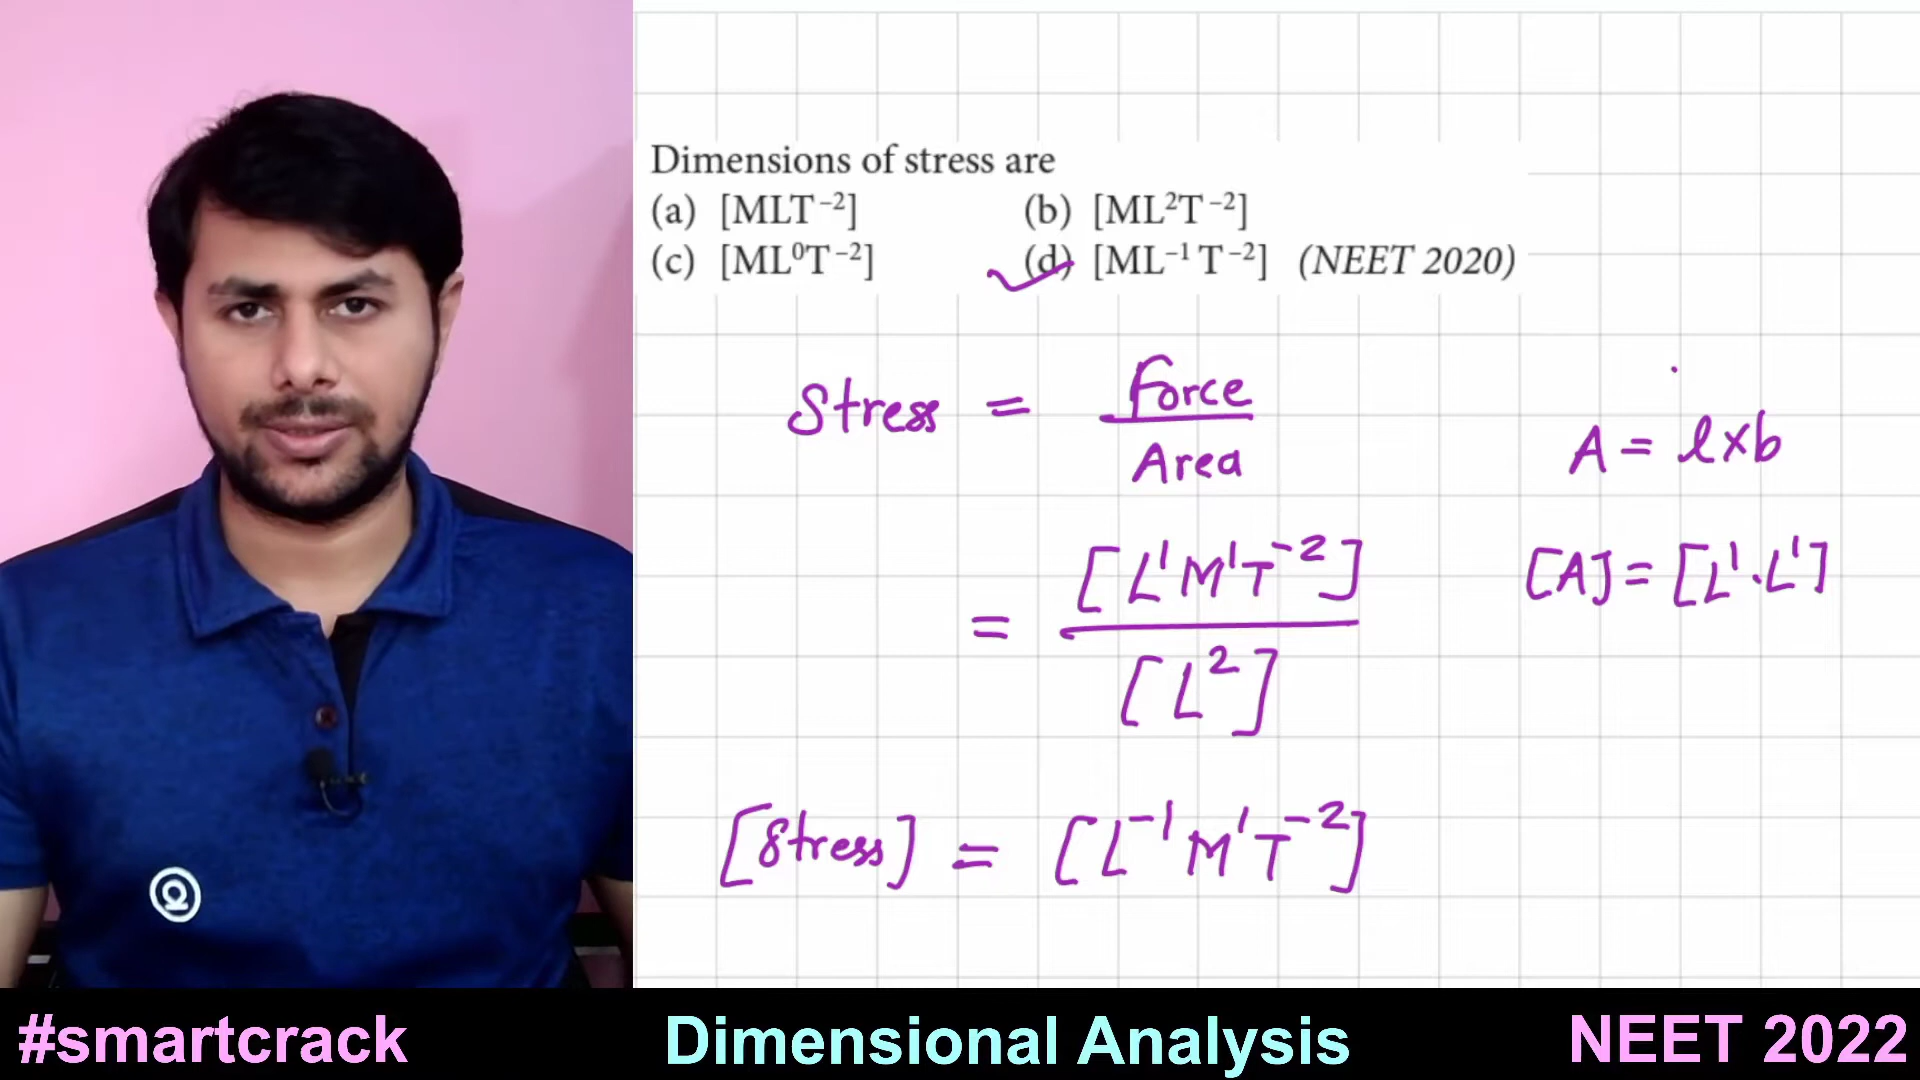 Dimensions of stress are
(a) [MLT⁻²] (b) [ML²T⁻²]
(c) [ML⁰T⁻²] (d) [ML⁻¹T⁻²] (NEET 2020)
Stress = Force / Area
A = l×b
= [L¹M¹T⁻²] / [L²]
[A] = [L¹·L¹]
[Stress] = [L⁻¹M¹T⁻²]
#smartcrack Dimensional Analysis NEET 2022